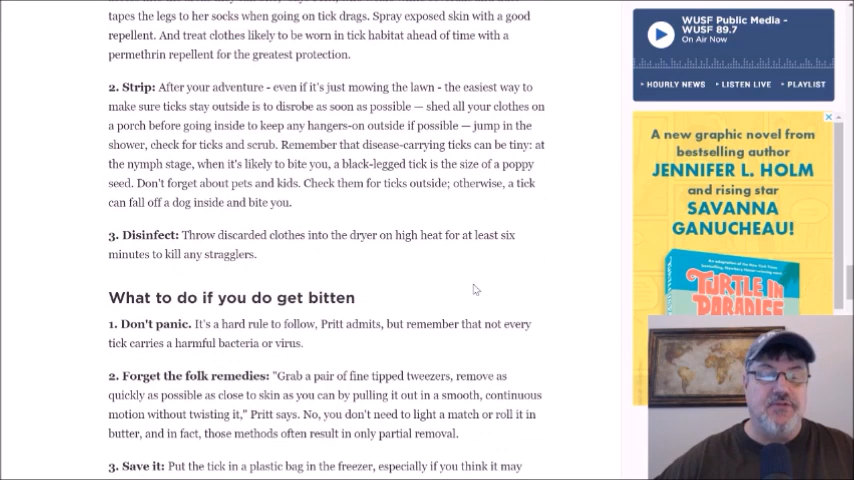 tapes the legs to her socks when going on tick drags. Spray exposed skin with a good
repellent. And treat clothes likely to be worn in tick habitat ahead of time with a
permethrin repellent for the greatest protection.
2. Strip: After your adventure - even if it's just mowing the lawn - the easiest way to
make sure ticks stay outside is to disrobe as soon as possible — shed all your clothes on
a porch before going inside to keep any hangers-on outside if possible — jump in the
shower, check for ticks and scrub. Remember that disease-carrying ticks can be tiny: at
the nymph stage, when it's likely to bite you, a black-legged tick is the size of a poppy
seed. Don't forget about pets and kids. Check them for ticks outside; otherwise, a tick
can fall off a dog inside and bite you.
3. Disinfect: Throw discarded clothes into the dryer on high heat for at least six
minutes to kill any stragglers.
What to do if you do get bitten
1. Don't panic. It's a hard rule to follow, Pritt admits, but remember that not every
tick carries a harmful bacteria or virus.
2. Forget the folk remedies: "Grab a pair of fine tipped tweezers, remove as
quickly as possible as close to skin as you can by pulling it out in a smooth, continuous
motion without twisting it," Pritt says. No, you don't need to light a match or roll it in
butter, and in fact, those methods often result in only partial removal.
3. Save it: Put the tick in a plastic bag in the freezer, especially if you think it may
WUSF Public Media -
WUSF 89.7
On Air Now
HOURLY NEWS
LISTEN LIVE
PLAYLIST
A new graphic novel from
bestselling author
JENNIFER L. HOLM
and rising star
SAVANNA
GANUCHEAU!
TURTLE IN
PARADISE